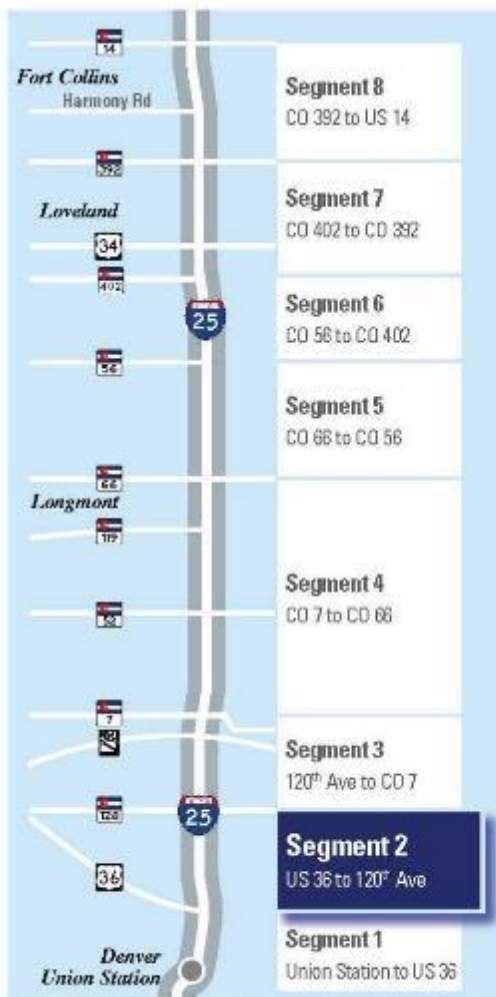 14
Fort Collins
Harmony Rd
Segment 8
CO 392 to US 14
392
Loveland
Segment 7
CO 402 to CO 392
34
402
Segment 6
CO 56 to CO 402
25
56
Segment 5
CO 66 to CO 56
66
Longmont
119
Segment 4
CO 7 to CO 66
52
7
Segment 3
120th Ave to CO 7
128
25
Segment 2
US 36 to 120th Ave
36
Segment 1
Union Station to US 36
Denver
Union Station